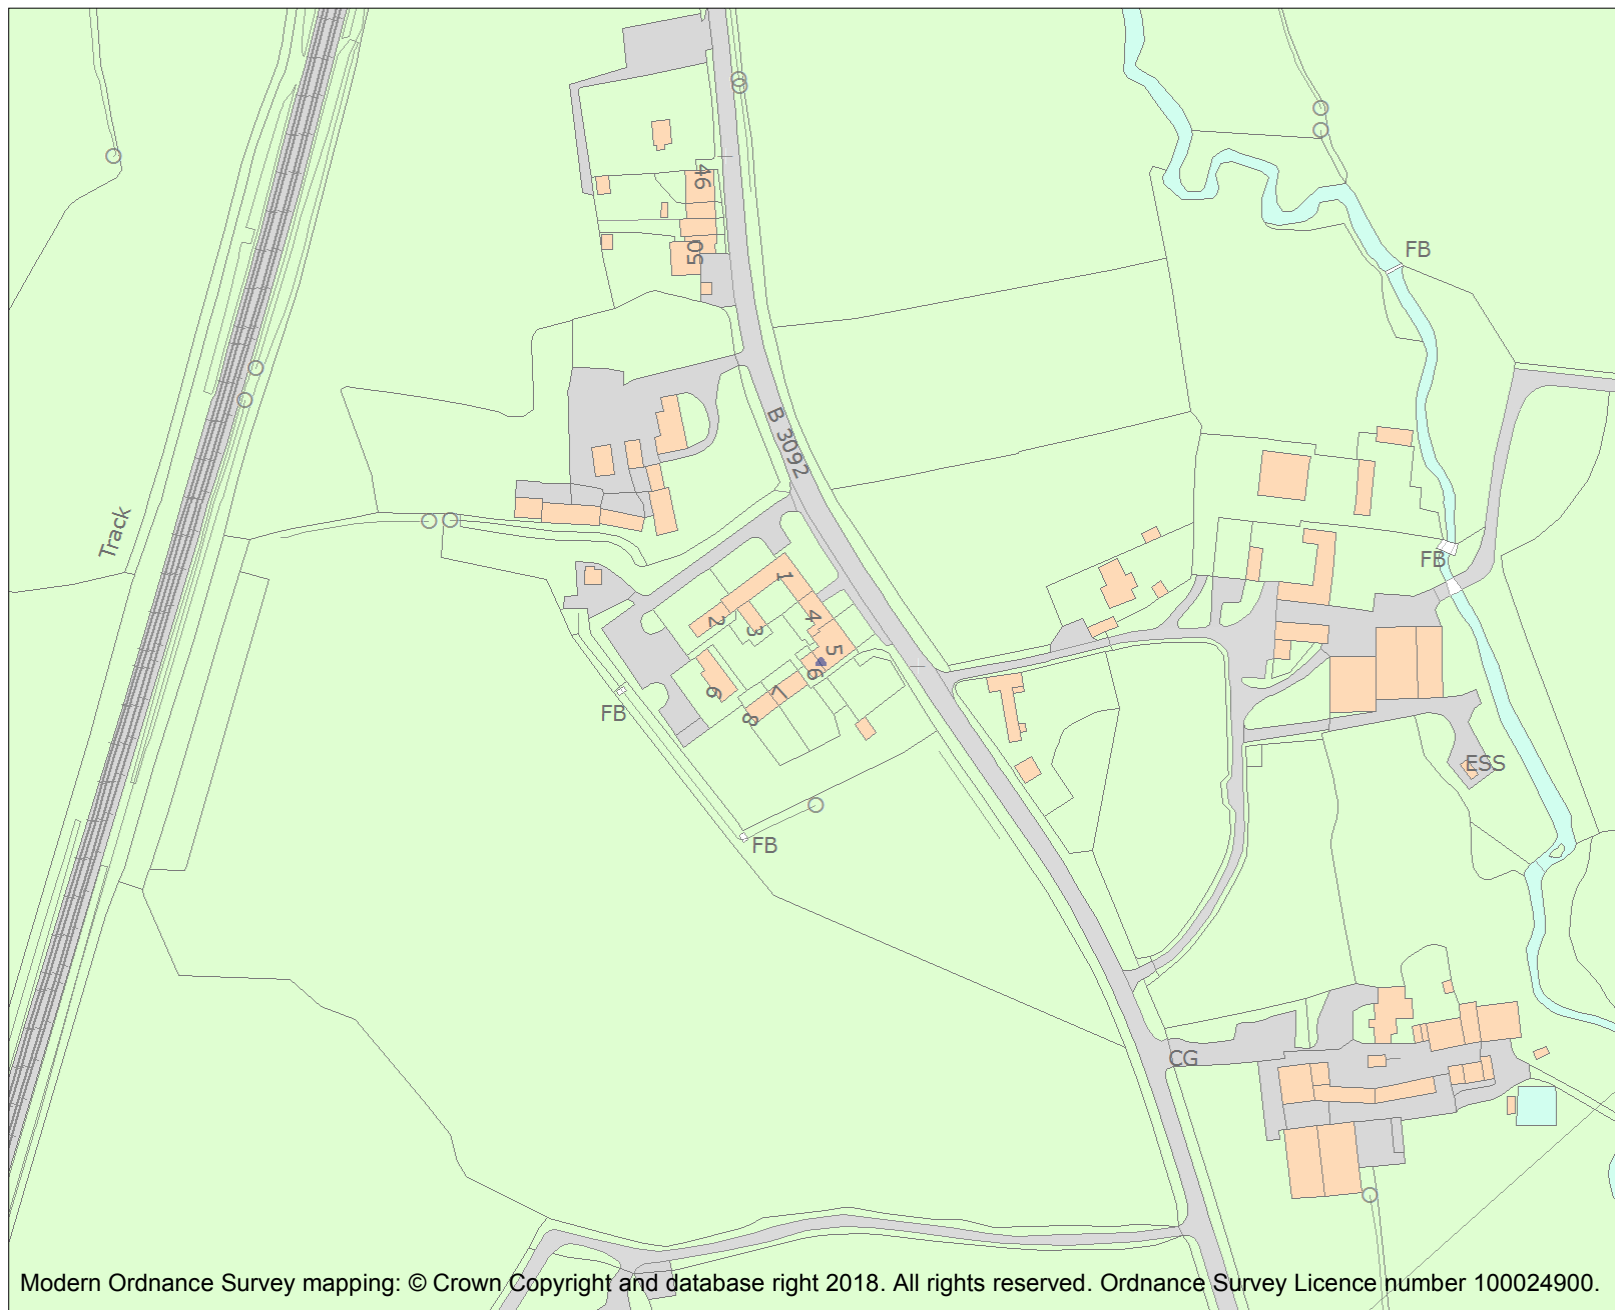 46
50
FB
B 3092
Track
FB
1
2
3
4
5
6
7
8
9
FB
FB
ESS
CG
Modern Ordnance Survey mapping: © Crown Copyright and database right 2018. All rights reserved. Ordnance Survey Licence number 100024900.